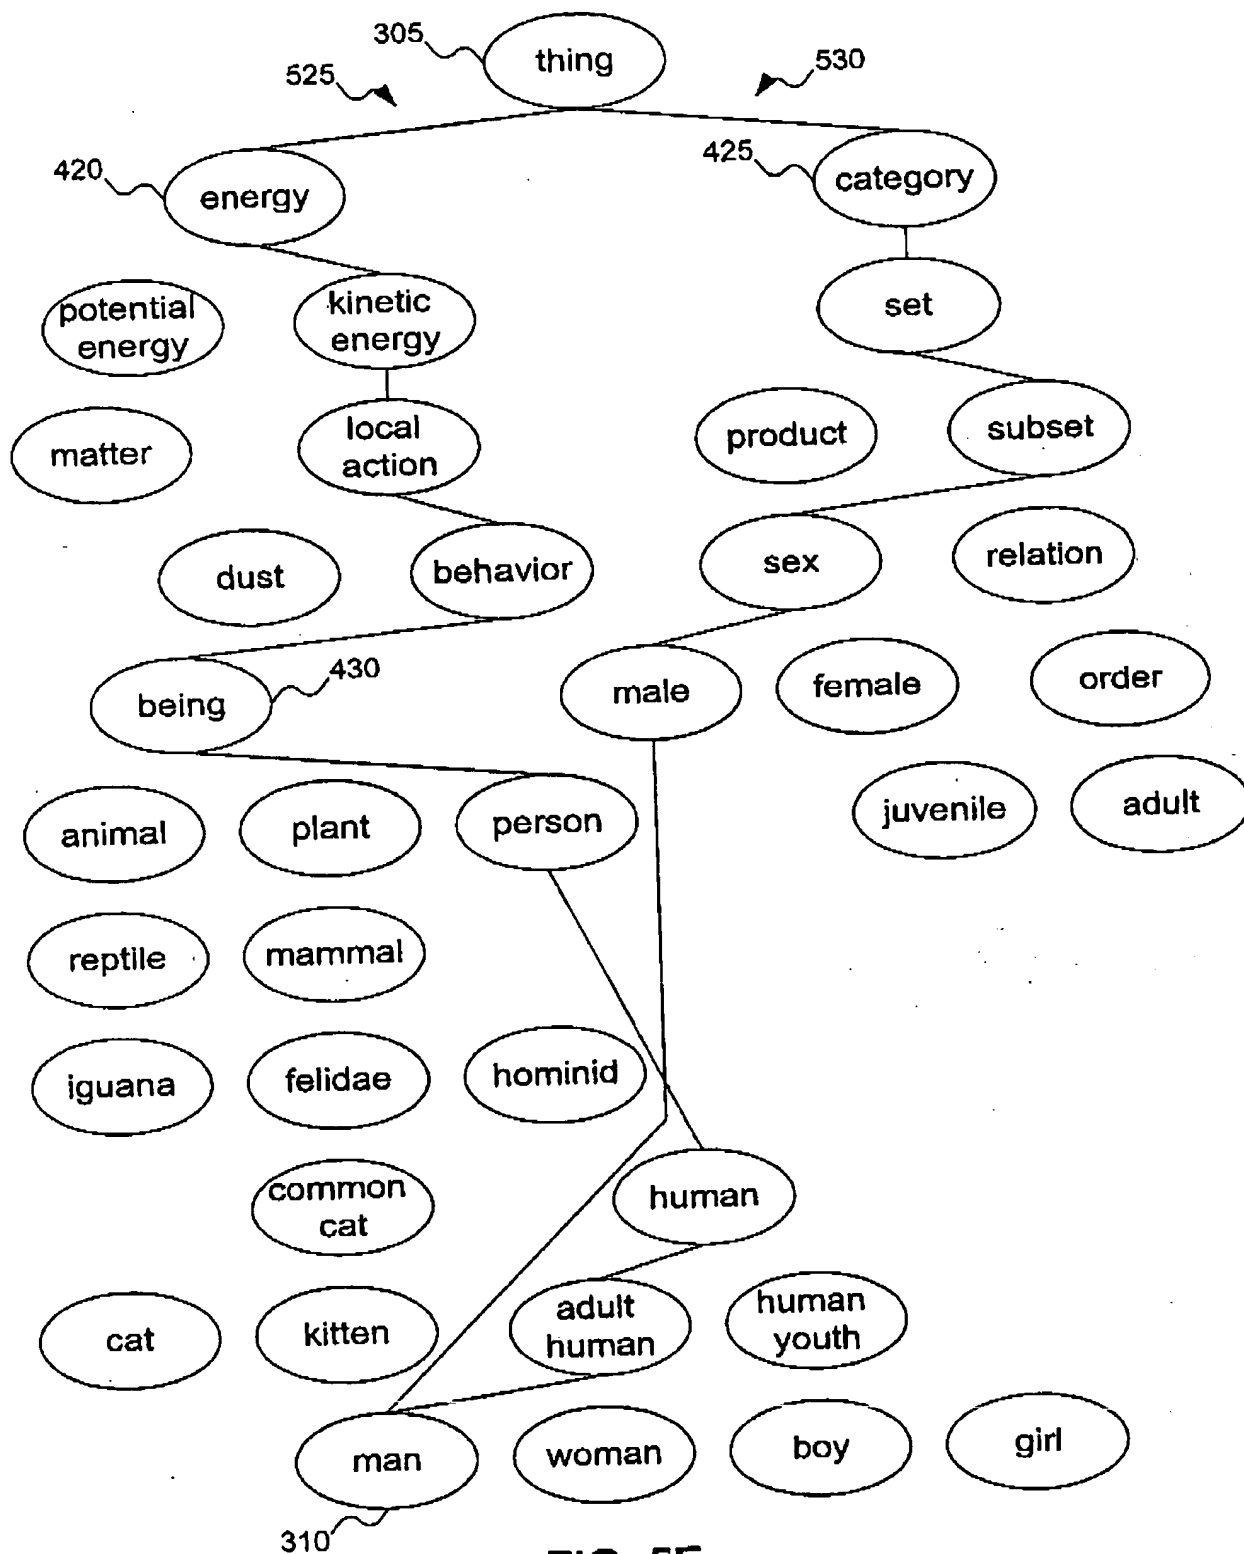 305
thing
530
525
420
energy
425
category
potential
energy
kinetic
energy
set
matter
local
action
product
subset
dust
behavior
sex
relation
being
430
male
female
order
animal
plant
person
juvenile
adult
reptile
mammal
iguana
felidae
hominid
common
cat
human
cat
kitten
adult
human
human
youth
man
woman
boy
girl
310